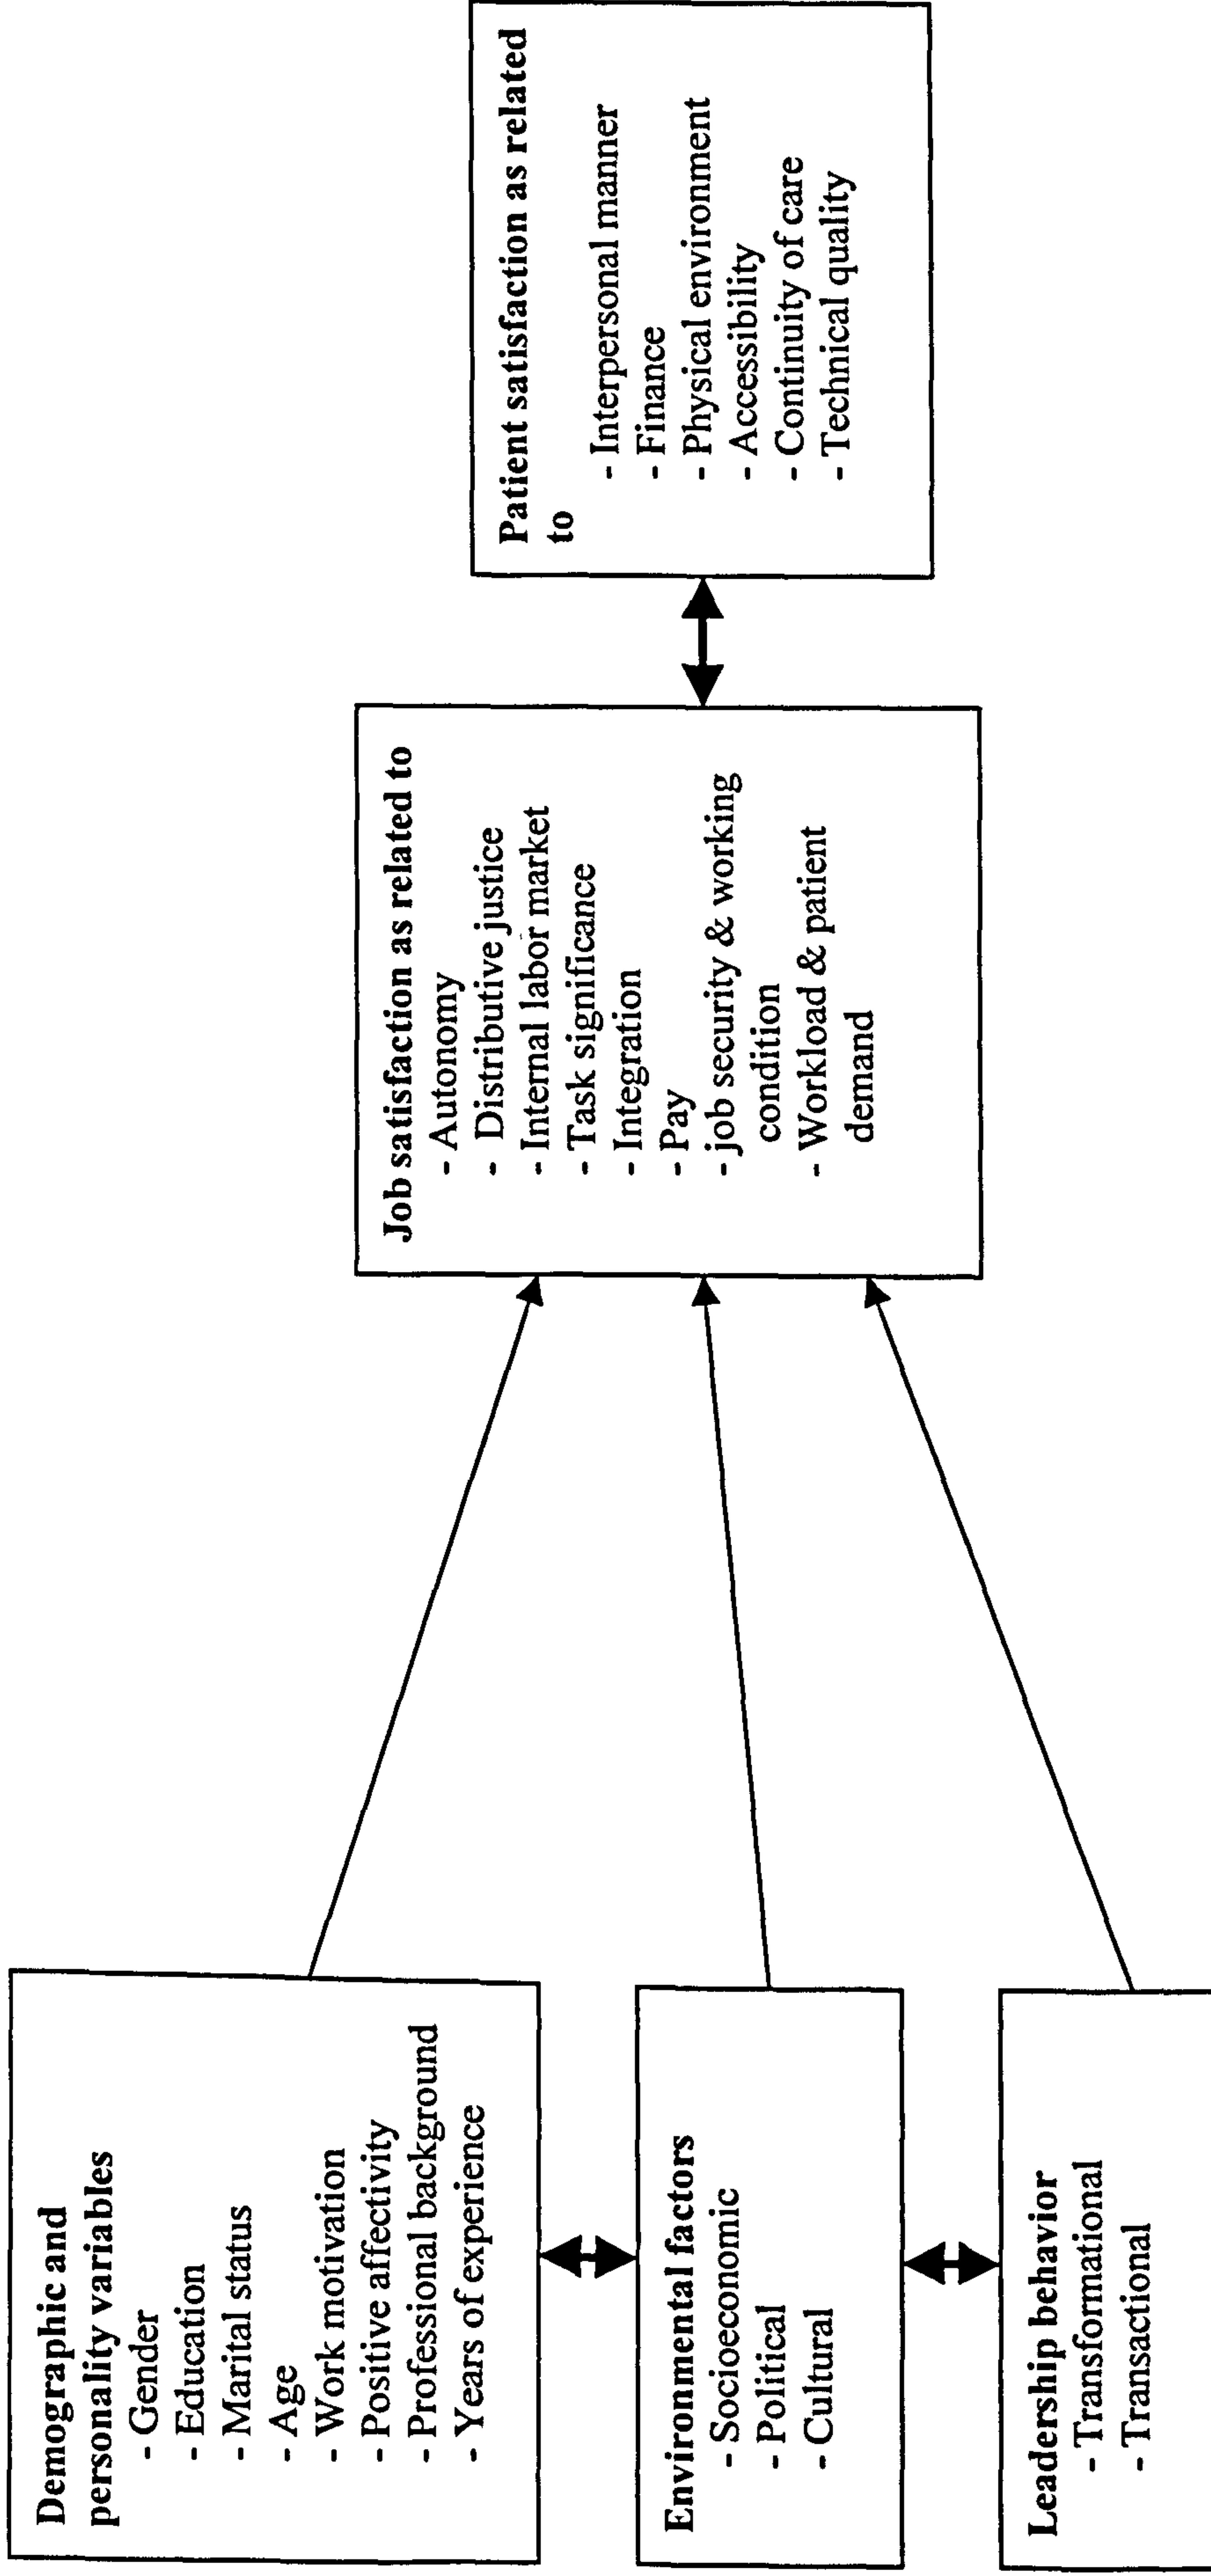 Demographic and
personality variables
- Gender
- Education
- Marital status
- Age
- Work motivation
- Positive affectivity
- Professional background
- Years of experience
Environmental factors
- Socioeconomic
- Political
- Cultural
Leadership behavior
- Transformational
- Transactional
Job satisfaction as related to
- Autonomy
- Distributive justice
- Internal labor market
- Task significance
- Integration
- Pay
- job security & working
condition
- Workload & patient
demand
Patient satisfaction as related
to
- Interpersonal manner
- Finance
- Physical environment
- Accessibility
- Continuity of care
- Technical quality